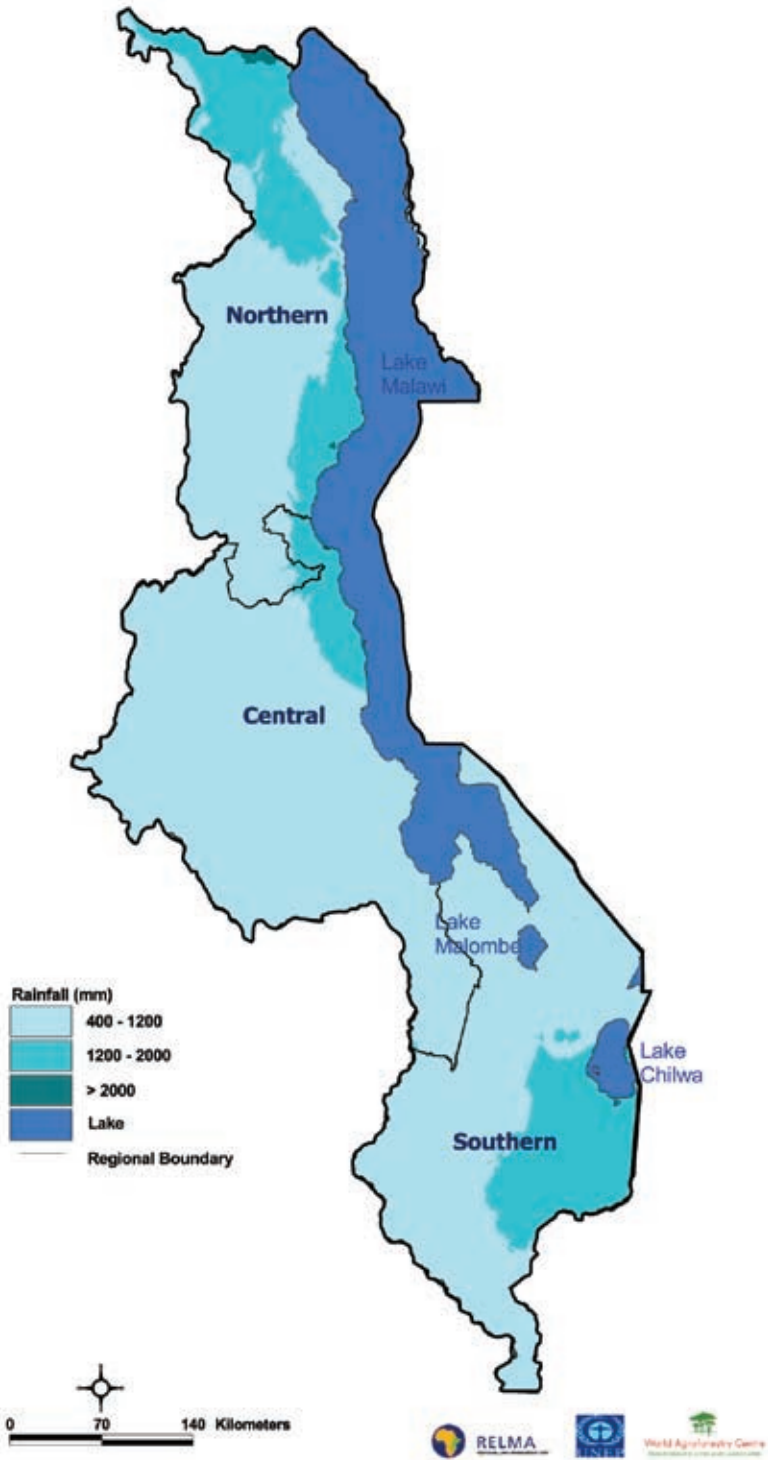 Northern
Lake
Malawi
Central
Lake
Malombe
Rainfall (mm)
400 - 1200
1200 - 2000
> 2000
Lake
Regional Boundary
Lake
Chilwa
Southern
0 70 140 Kilometers
RELMA
UNEP
World Agroforestry Centre